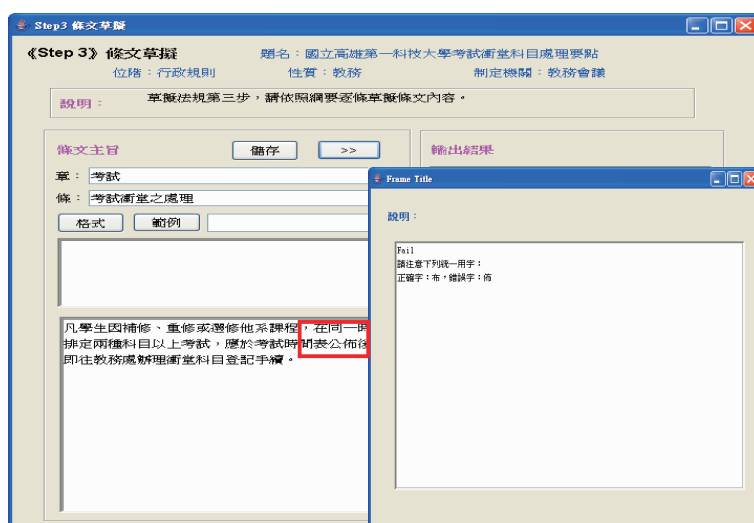 Step3 條文草擬
《Step 3》條文草擬
題名：國立高雄第一科技大學考試衝堂科目處理要點
位階：行政規則
性質：教務
制定機關：教務會議
說明：
草擬法規第三步，請依照綱要逐條草擬條文內容。
條文主旨
儲存
>>
章：考試
條：考試衝堂之處理
格式
範例
凡學生因補修、重修或選修他系課程，在同一時
排定兩種科目以上考試，應於考試時間表公佈後
即往教務處辦理衝堂科目登記手續。
輸出結果
Frame Title
說明：
Fail
請注意下列統一用字：
正確字：布，錯誤字：佈